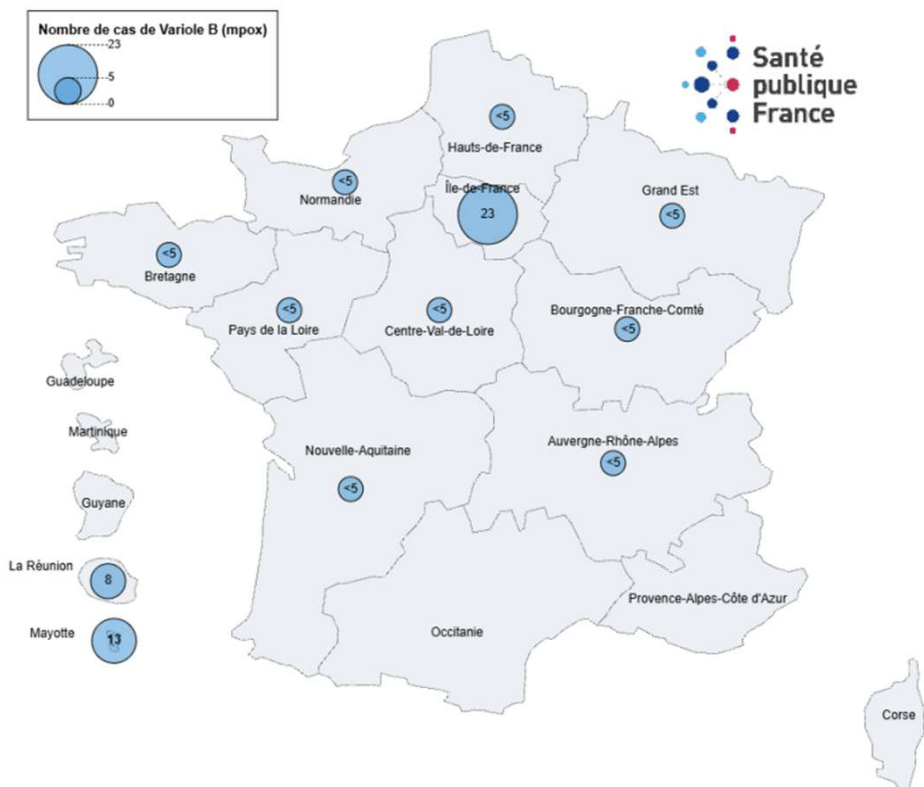 Nombre de cas de Variole B (mpox)
23
5
0
Santé
publique
France
<5
Hauts-de-France
<5
Normandie
Île-de-France
23
Grand Est
<5
<5
Bretagne
<5
Pays de la Loire
<5
Centre-Val-de-Loire
Bourgogne-Franche-Comté
<5
Guadeloupe
Martinique
Nouvelle-Aquitaine
<5
Auvergne-Rhône-Alpes
<5
Guyane
La Réunion
8
Mayotte
13
Occitanie
Provence-Alpes-Côte d'Azur
Corse